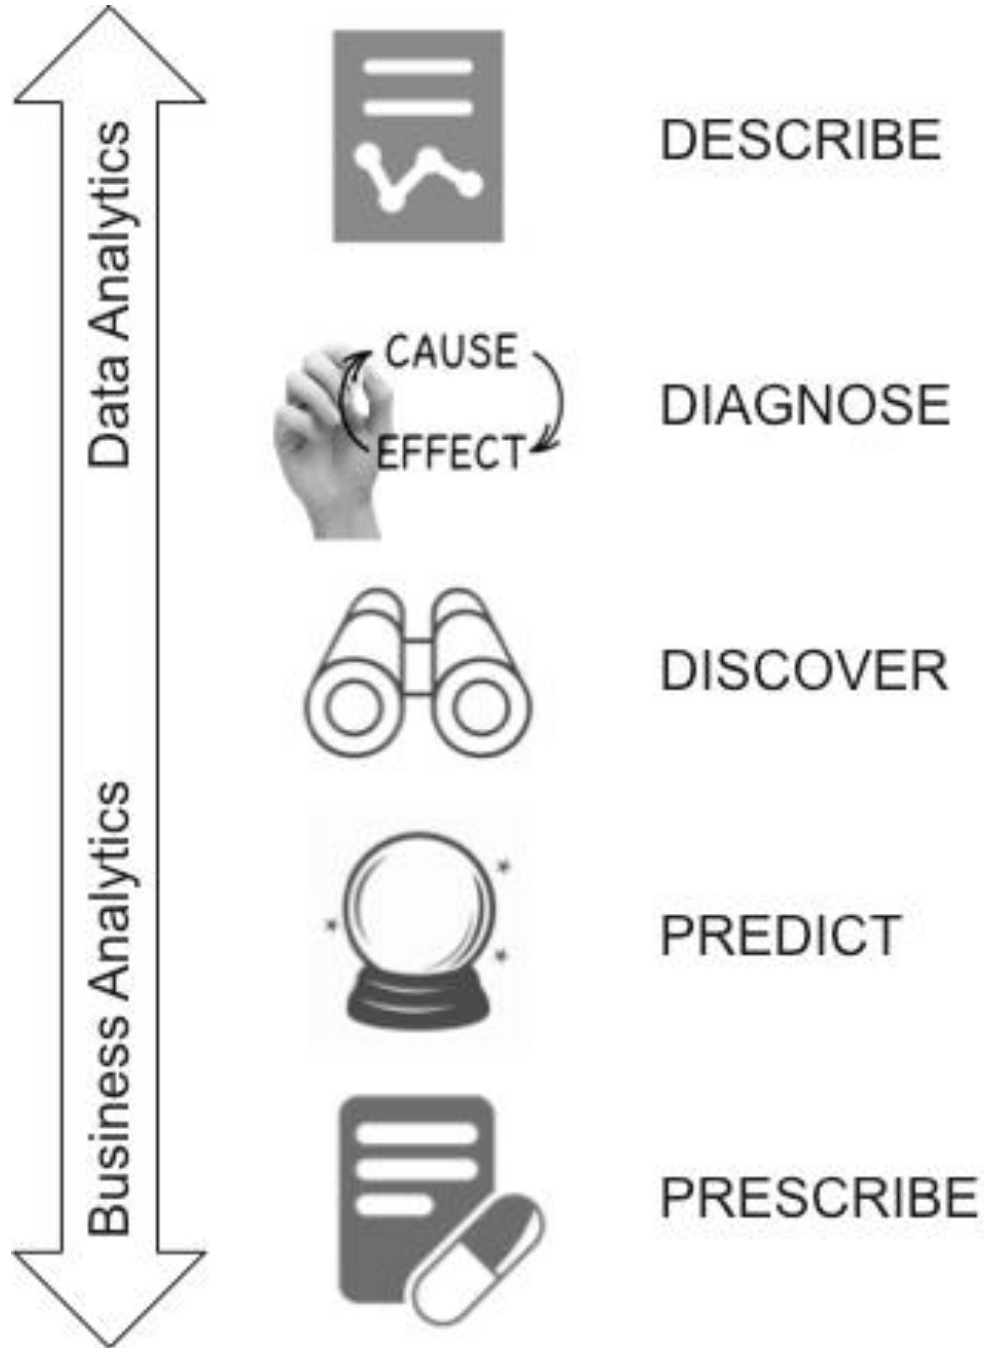 Data Analytics
Business Analytics
DESCRIBE
CAUSE
EFFECT
DIAGNOSE
DISCOVER
PREDICT
PRESCRIBE